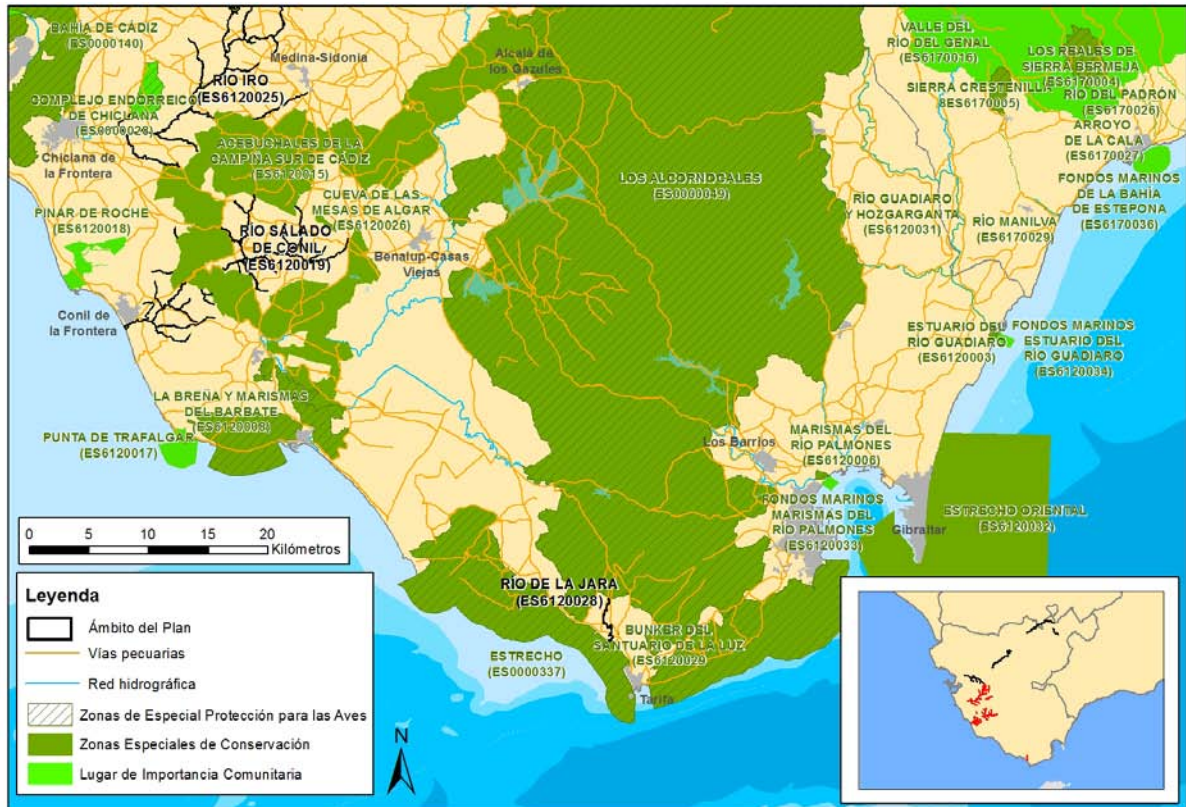 BAHÍA DE CÁDIZ
(ES0000140)
Medina-Sidonia
RÍO IRO
(ES6120025)
COMPLEJO ENDORREICO
DE CHICLANA
(ES0000028)
Chiclana de
la Frontera
Alcalá de
los Gazules
ACEBUCHALES DE LA
CAMPIÑA SUR DE CÁDIZ
(ES6120015)
CUEVA DE LAS
MESAS DE ALGAR
(ES6120026)
PINAR DE ROCHE
(ES6120018)
RÍO SALADO
DE CONIL
(ES6120019)
Benalup-Casas
Viejas
Conil de
la Frontera
LA BREÑA Y MARISMAS
DEL BARBATE
(ES6120008)
PUNTA DE TRAFALGAR
(ES6120017)
LOS ALCORNOCALES
(ES0000049)
VALLE DEL
RÍO DEL GENAL
(ES6170016)
LOS REALES DE
SIERRA BERMEJA
(ES6170004)
SIERRA CRESTENILLA
8ES6170005)
RÍO DEL PADRÓN
(ES6170026)
ARROYO
DE LA CALA
(ES6170027)
FONDOS MARINOS
DE LA BAHÍA
DE ESTEPONA
(ES6170036)
RÍO GUADIARO
Y HOZGARGANTA
(ES6120031)
RÍO MANILVA
(ES6170029)
ESTUARIO DEL
RÍO GUADIARO
(ES6120003)
FONDOS MARINOS
ESTUARIO DEL
RÍO GUADIARO
(ES6120034)
Los Barrios
MARISMAS DEL
RÍO PALMONES
(ES6120006)
FONDOS MARINOS
MARISMAS DEL
RÍO PALMONES
(ES6120033)
Gibraltar
ESTRECHO ORIENTAL
(ES6120032)
RÍO DE LA JARA
(ES6120028)
BUNKER DEL
SANTUARIO DE LA LUZ
(ES6120029
ESTRECHO
(ES0000337)
Tarifa
0 5 10 15 20
Kilómetros
Leyenda
Ámbito del Plan
Vías pecuarias
Red hidrográfica
Zonas de Especial Protección para las Aves
Zonas Especiales de Conservación
Lugar de Importancia Comunitaria
N